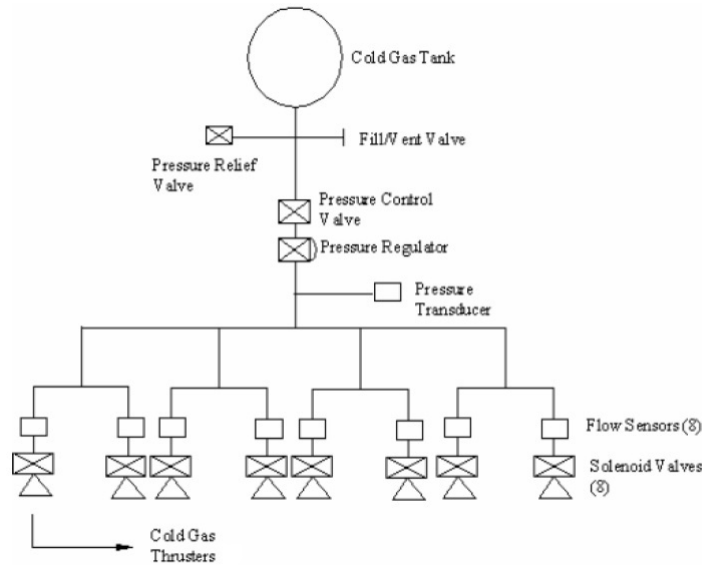 Cold Gas Tank
Fill/Vent Valve
Pressure Relief
Valve
Pressure Control
Valve
Pressure Regulator
Pressure
Transducer
Flow Sensors (8)
Solenoid Valves
(8)
Cold Gas
Thrusters